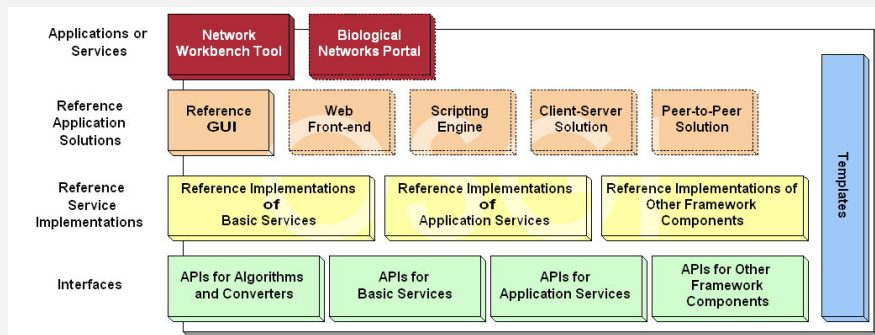 Applications or
Services
Network
Workbench Tool
Biological
Networks Portal
Reference
Application
Solutions
Reference
GUI
Web
Front-end
Scripting
Engine
Client-Server
Solution
Peer-to-Peer
Solution
Reference
Service
Implementations
Reference Implementations
of
Basic Services
Reference Implementations
of
Application Services
Reference Implementations of
Other Framework
Components
Interfaces
APIs for Algorithms
and Converters
APIs for
Basic Services
APIs for
Application Services
APIs for Other
Framework
Components
Templates
OSGi